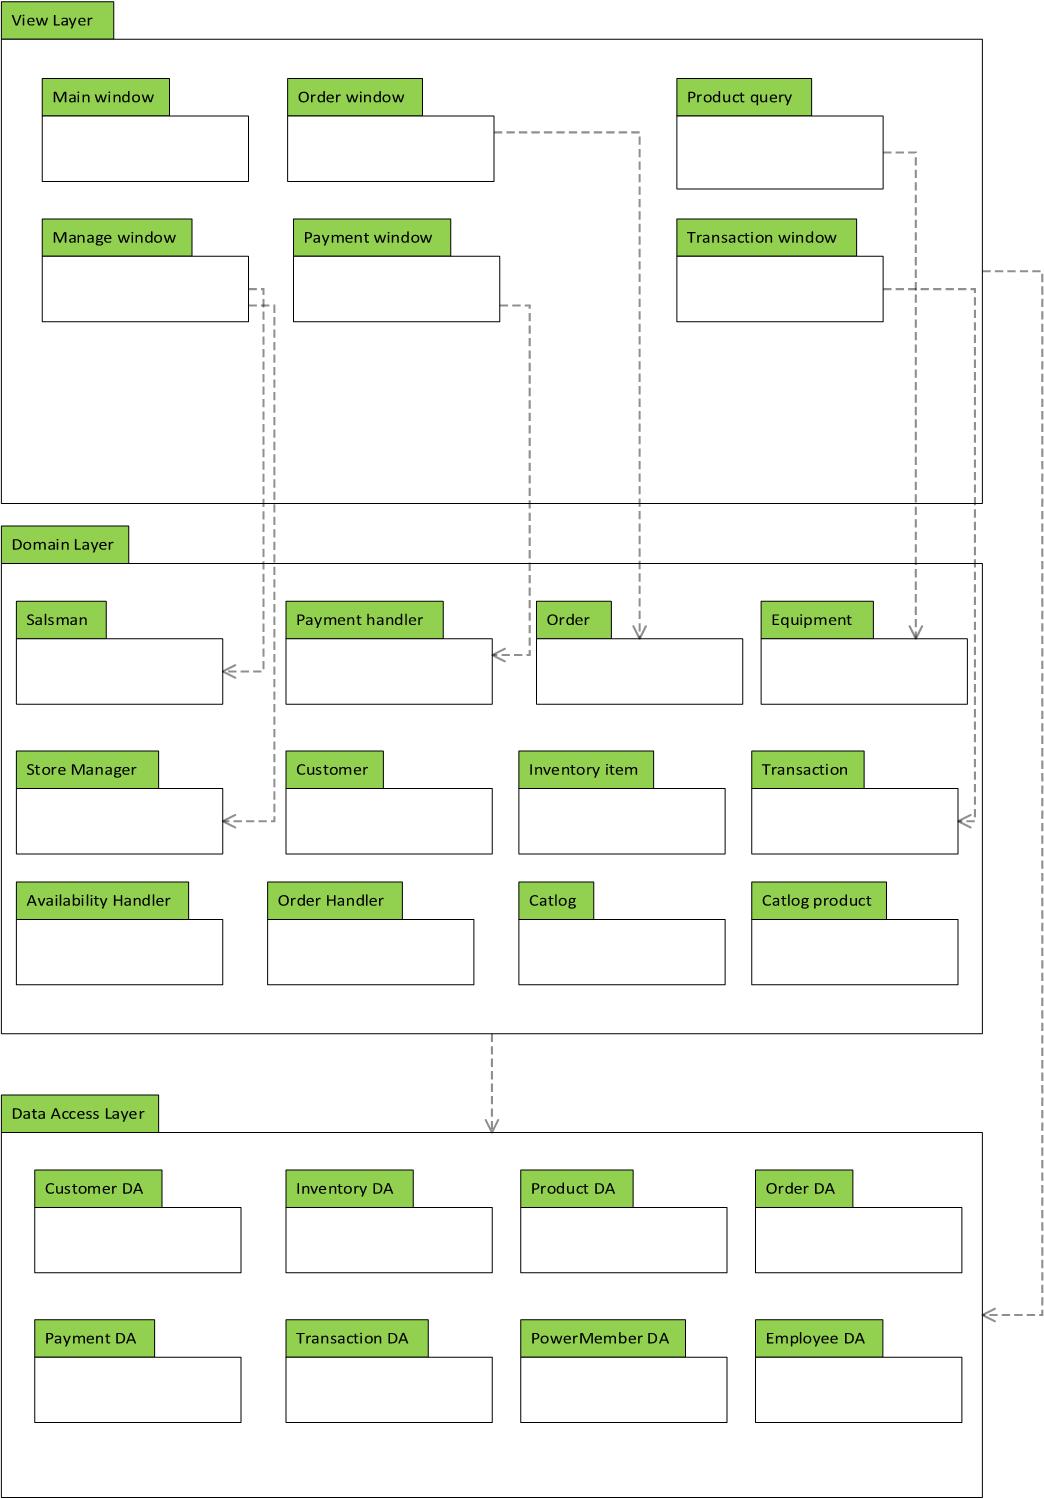 View Layer
Main window
Order window
Product query
Manage window
Payment window
Transaction window
Domain Layer
Salsman
Payment handler
Order
Equipment
Store Manager
Customer
Inventory item
Transaction
Availability Handler
Order Handler
Catlog
Catlog product
Data Access Layer
Customer DA
Inventory DA
Product DA
Order DA
Payment DA
Transaction DA
PowerMember DA
Employee DA